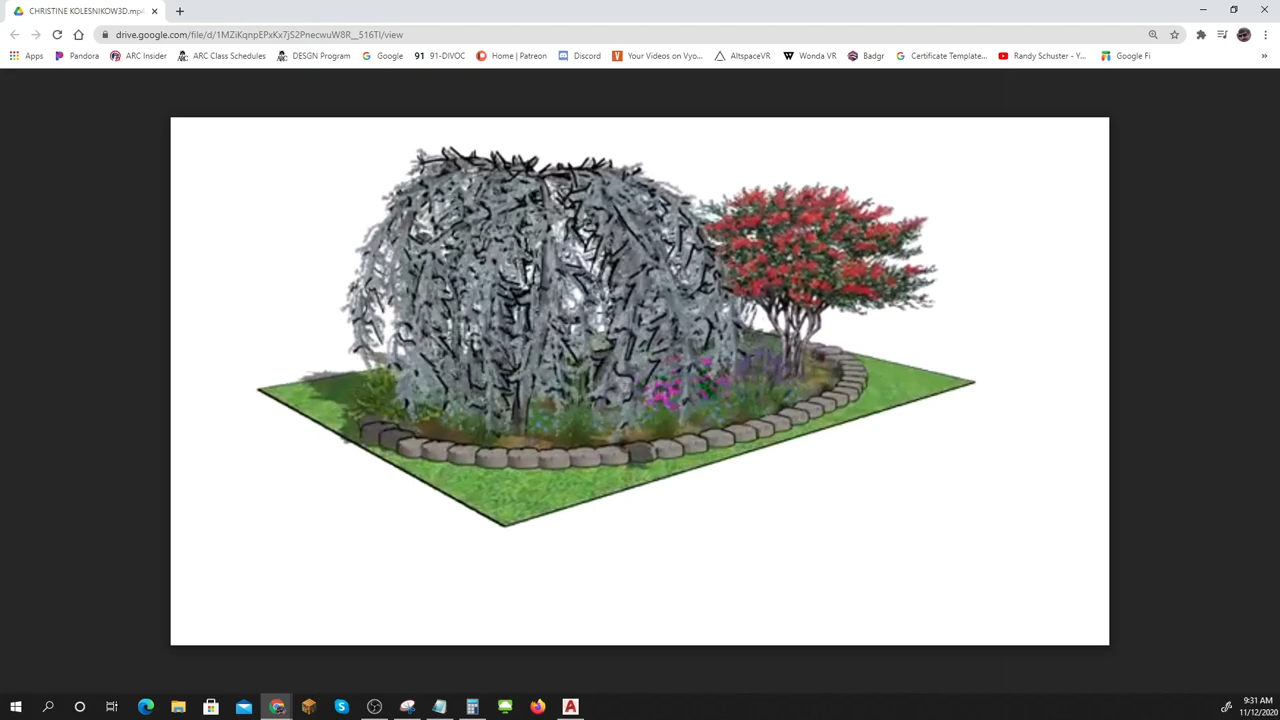 CHRISTINE KOLESNIKOW3D.mp4
drive.google.com/file/d/1MZiKqnpEPxKx7jS2PnecwuW8R__516TI/view
Apps Pandora ARC Insider ARC Class Schedules DESGN Program Google 91 91-DIVOC Home | Patreon Discord Your Videos on Vyo... AltspaceVR W Wonda VR Badgr Certificate Template... Randy Schuster - Y... Google Fi »
9:31 AM
11/12/2020